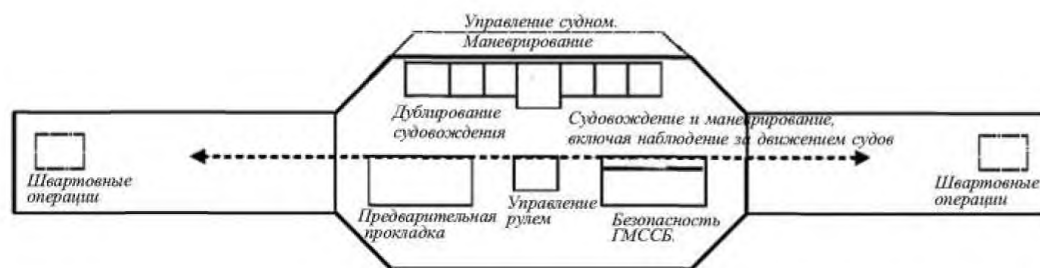 Управление судном.
Маневрирование
Дублирование
судовождения
Судовождение и маневрирование,
включая наблюдение за движением судов
Швартовные
операции
Предварительная
прокладка
Управление
рулем
Безопасность
ГМССБ.
Швартовные
операции